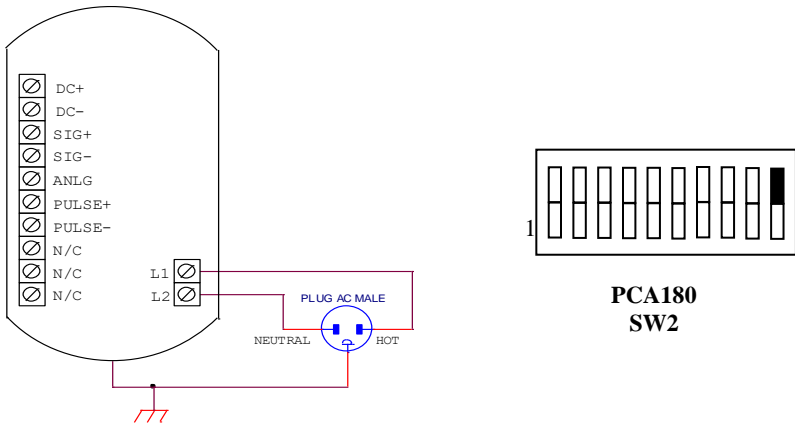 DC+
DC-
SIG+
SIG-
ANLG
PULSE+
PULSE-
N/C
N/C
N/C
L1
L2
PLUG AC MALE
NEUTRAL
HOT
1
PCA180
SW2